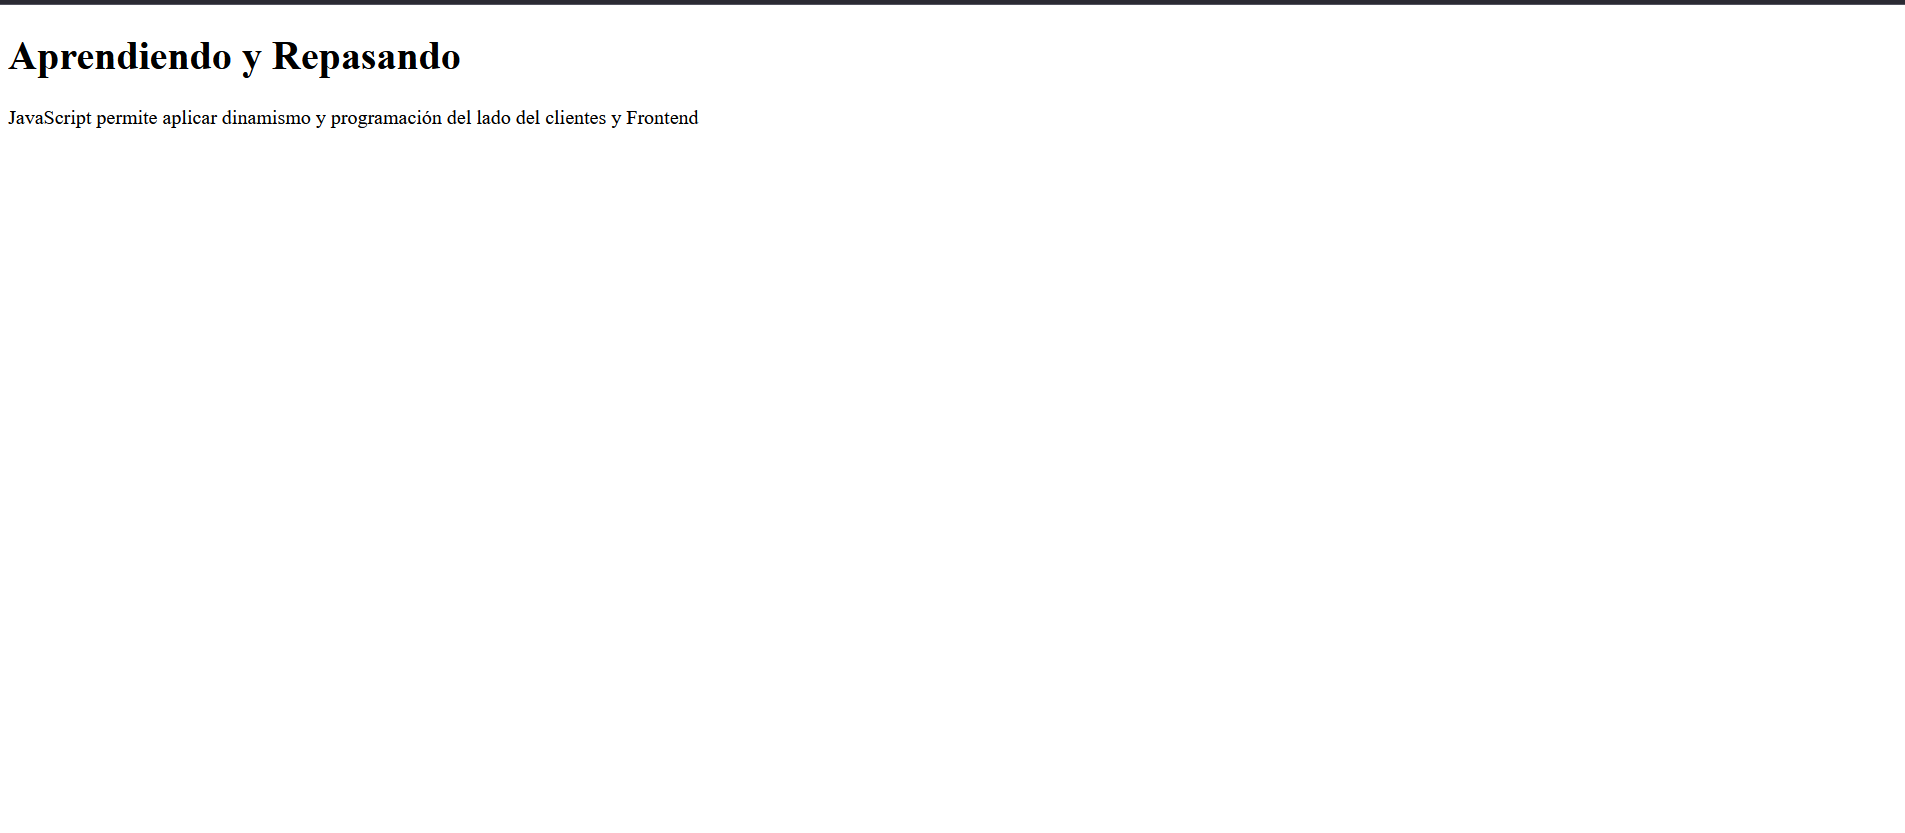 Aprendiendo y Repasando
JavaScript permite aplicar dinamismo y programación del lado del clientes y Frontend